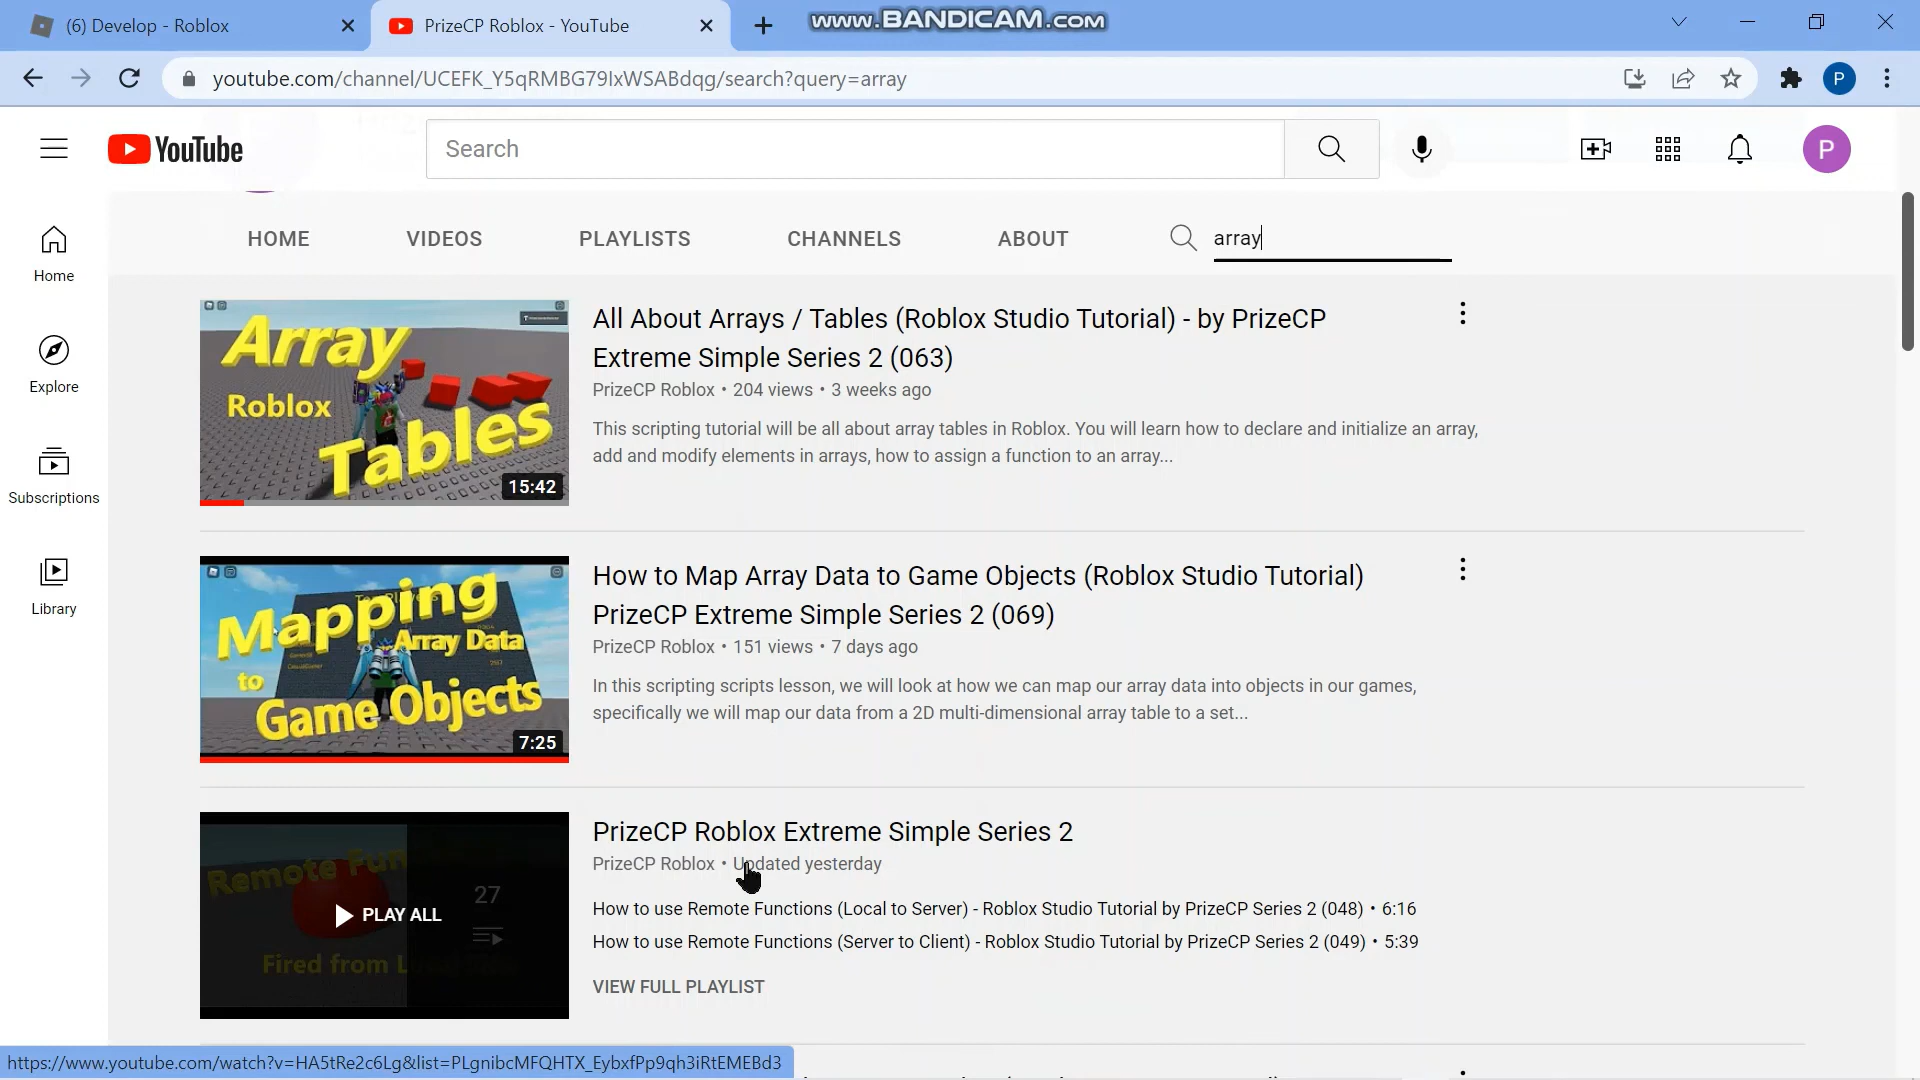 (6) Develop - Roblox
PrizeCP Roblox - YouTube
www.BANDICAM.com
youtube.com/channel/UCEFK_Y5qRMBG79IxWSABdqg/search?query=array
P
YouTube
Search
P
HOME
VIDEOS
PLAYLISTS
CHANNELS
ABOUT
array
Home
Explore
Subscriptions
Library
Array
Roblox
Tables
15:42
All About Arrays / Tables (Roblox Studio Tutorial) - by PrizeCP
Extreme Simple Series 2 (063)
PrizeCP Roblox • 204 views • 3 weeks ago
This scripting tutorial will be all about array tables in Roblox. You will learn how to declare and initialize an array,
add and modify elements in arrays, how to assign a function to an array...
Mapping
Array Data
to
Game Objects
7:25
How to Map Array Data to Game Objects (Roblox Studio Tutorial)
PrizeCP Extreme Simple Series 2 (069)
PrizeCP Roblox • 151 views • 7 days ago
In this scripting scripts lesson, we will look at how we can map our array data into objects in our games,
specifically we will map our data from a 2D multi-dimensional array table to a set...
Remote Fun
27
PLAY ALL
Fired from L
PrizeCP Roblox Extreme Simple Series 2
PrizeCP Roblox • Updated yesterday
How to use Remote Functions (Local to Server) - Roblox Studio Tutorial by PrizeCP Series 2 (048) • 6:16
How to use Remote Functions (Server to Client) - Roblox Studio Tutorial by PrizeCP Series 2 (049) • 5:39
VIEW FULL PLAYLIST
https://www.youtube.com/watch?v=HA5tRe2c6Lg&list=PLgnibcMFQHTX_EybxfPp9qh3iRtEMEBd3